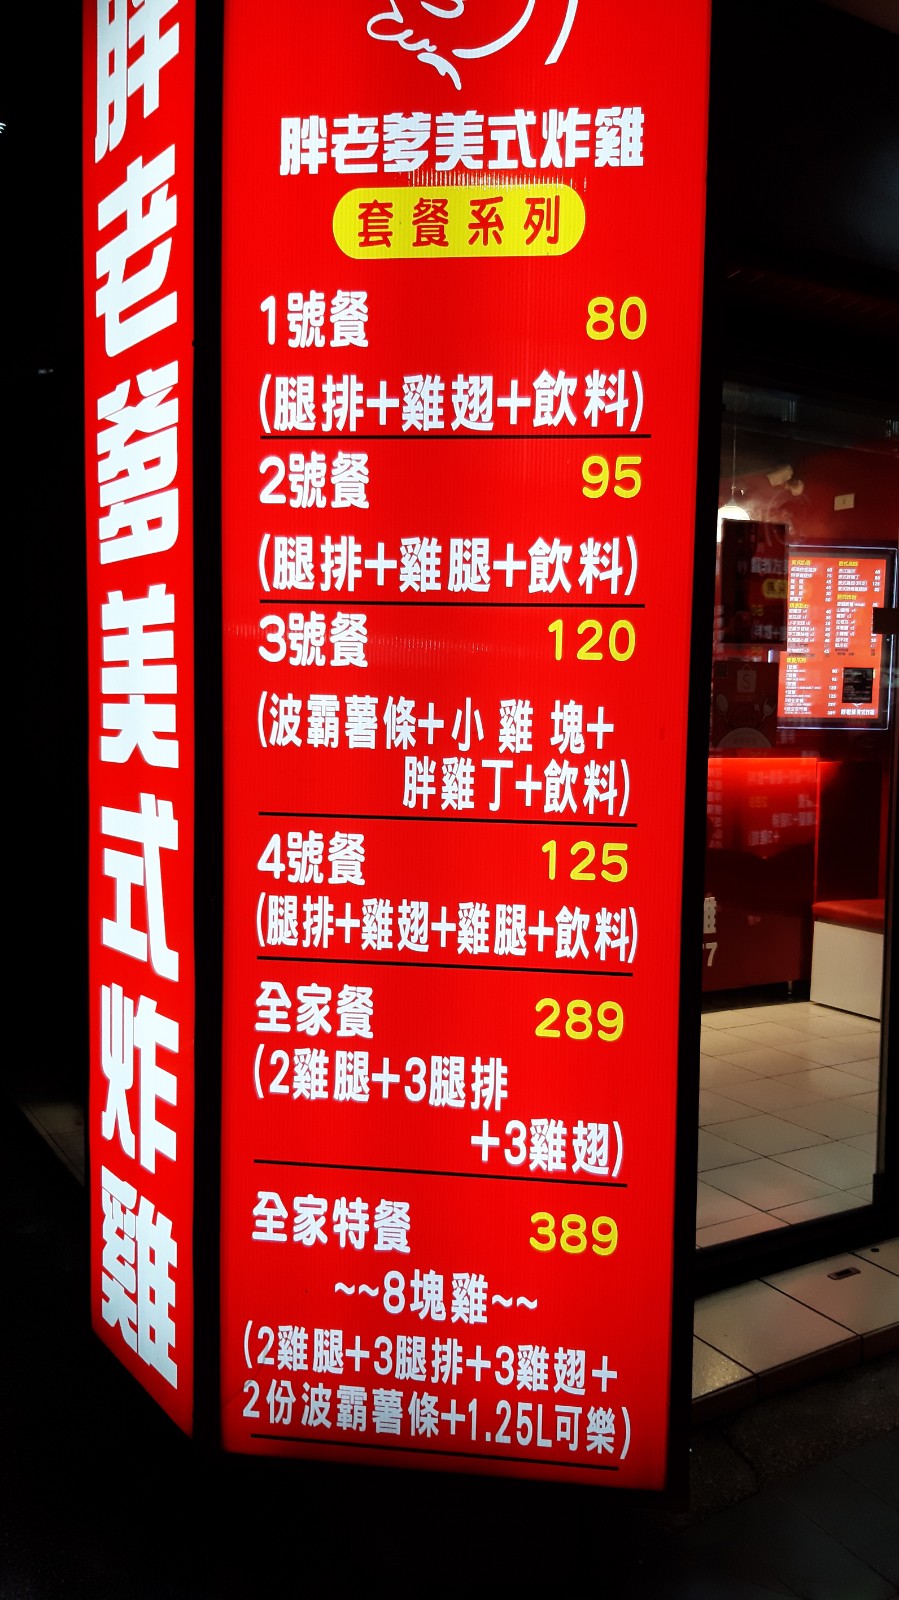 胖老爹美式炸雞
胖老爹美式炸雞
套餐系列
1號餐 80
(腿排+雞翅+飲料)
2號餐 95
(腿排+雞腿+飲料)
3號餐 120
(波霸薯條+小雞塊+
胖雞丁+飲料)
4號餐 125
(腿排+雞翅+雞腿+飲料)
全家餐 289
(2雞腿+3腿排
+3雞翅)
全家特餐 389
~~8塊雞~~
(2雞腿+3腿排+3雞翅+
2份波霸薯條+1.25L可樂)